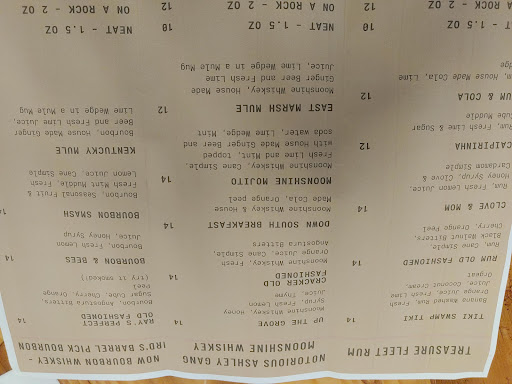 TREASURE FLEET RUM
TIKI SWAMP TIKI 14
Banana Washed Rum, Fresh
Orange Juice, Fresh Lime
Cream, Coconut,
Orgeat
RUM OLD FASHIONED 14
Rum, Cane Simple,
Black Walnut Bitters,
Cherry, Orange Peel
CLOVE & MOM 14
Rum, Fresh Lemon Juice,
Honey Syrup, Clove &
Cardamom Simple
CAIPIRINHA 12
Rum, Fresh Lime & Sugar
Cube Muddle
RUM & COLA 12
House Made Cola, Lime
NEAT - 1.5 OZ 10
ON A ROCK - 2 OZ 12
NOTORIOUS ASHLEY GANG
MOONSHINE WHISKEY
UP THE GROVE 14
Moonshine Whiskey, Honey
Syrup, Fresh Lemon
Juice, Thyme
CRACKER OLD
FASHIONED 14
Moonshine Whiskey, Fresh
Orange Juice, Cane Simple,
Angostura Bitters
DOWN SOUTH BREAKFAST 14
Moonshine Whiskey & House
Made Orange peel
MOONSHINE MOJITO 14
Moonshine Whiskey, Cane Simple,
Fresh Lime and Mint, topped
with House Made Ginger Beer and
soda water, Lime Wedge, Mint
EAST MARSH MULE 12
Moonshine Whiskey, House Made
Ginger Beer and Fresh Lime
Juice, Lime Wedge in a Mule Mug
NEAT - 1.5 OZ 10
ON A ROCK - 2 OZ 12
NOW BOURBON WHISKEY -
IRD'S BARREL PICK BOURBON
RAY'S PERFECT
OLD FASHIONED 14
Bourbon, Angostura Bitters,
Sugar Cube, Cherry, Orange
Peel
(try it smoked!)
BOURBON & BEES 14
Bourbon, Fresh Lemon
Juice, Honey Syrup
BOURBON SMASH 14
Bourbon, Seasonal Fruit &
Fresh Mint Muddle, Fresh
Lemon Juice, Cane Simple
KENTUCKY MULE 12
Bourbon, House Made Ginger
Beer and Fresh Lime Juice,
Lime Wedge in a Mule Mug
NEAT - 1.5 OZ
ON A ROCK - 2 OZ